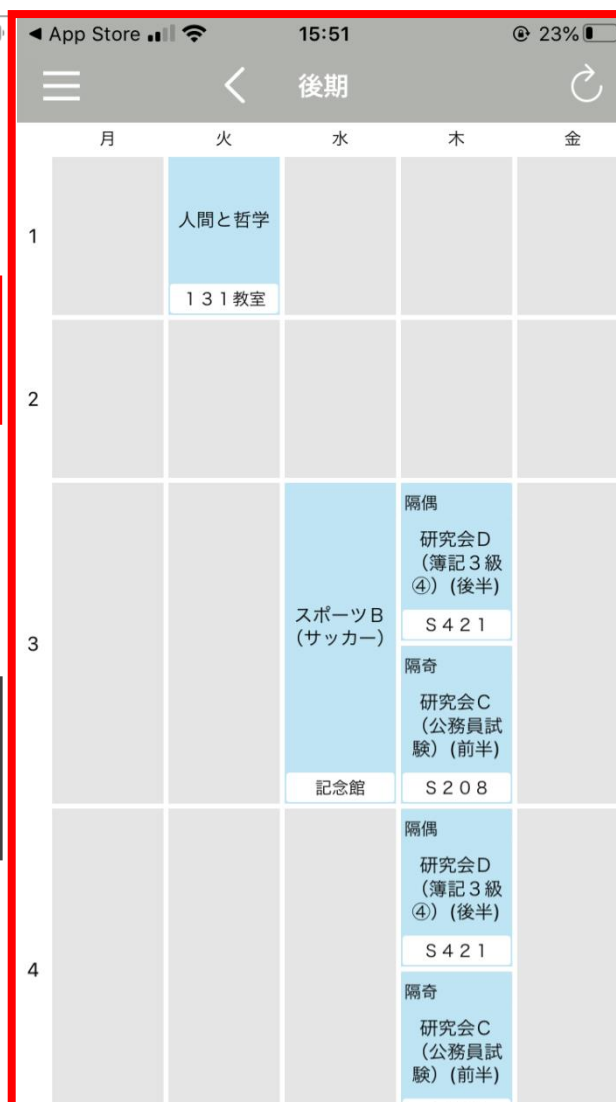 ◀ App Store 15:51 23%
後期
月 火 水 木 金
1
人間と哲学
１３１教室
2
3
スポーツＢ
（サッカー）
記念館
隔偶
研究会Ｄ
（簿記３級
④）(後半)
Ｓ４２１
隔奇
研究会Ｃ
（公務員試
験）(前半)
Ｓ２０８
4
隔偶
研究会Ｄ
（簿記３級
④）(後半)
Ｓ４２１
隔奇
研究会Ｃ
（公務員試
験）(前半)